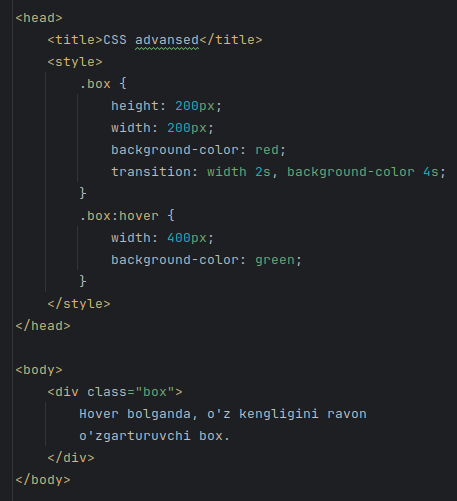 <head>
    <title>CSS advansed</title>
    <style>
        .box {
            height: 200px;
            width: 200px;
            background-color: red;
            transition: width 2s, background-color 4s;
        }
        .box:hover {
            width: 400px;
            background-color: green;
        }
    </style>
</head>

<body>
    <div class="box">
        Hover bolganda, o'z kengligini ravon
        o'zgarturuvchi box.
    </div>
</body>